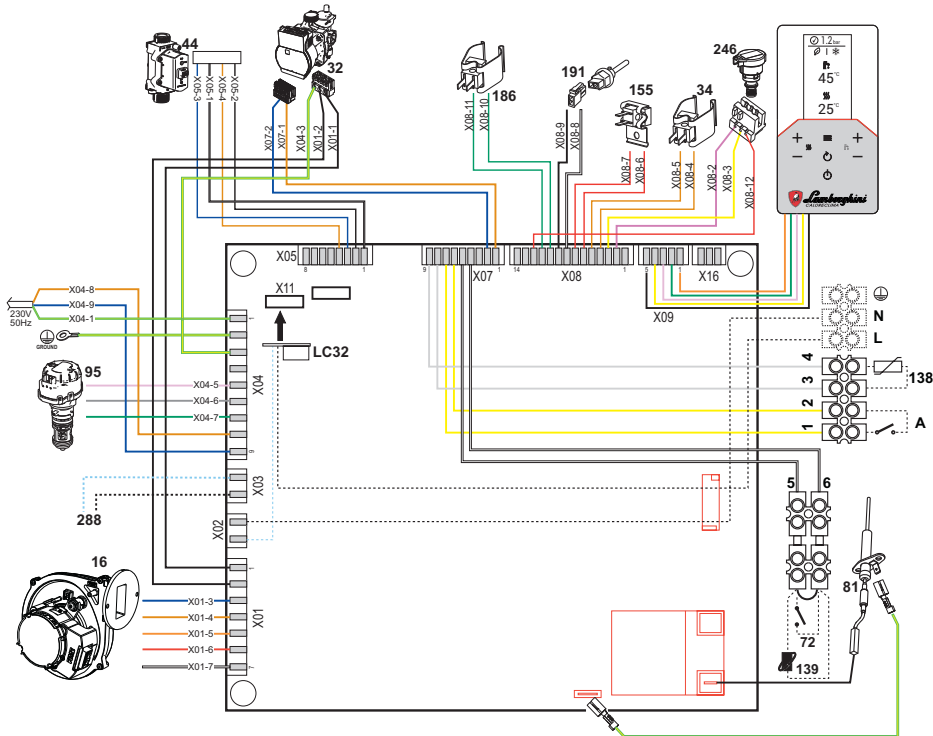 44
X05-3
X05-1
X05-4
X05-2
32
X07-2
X07-1
X04-3
X01-2
X01-1
X08-11
X08-10
186
191
X08-9
X08-8
155
X08-7
X08-6
34
X08-5
X08-4
246
X08-2
X08-3
X08-12
1.2 bar
I
45°C
25°C
+ +
h
− −
Lamborghini
CALORECLIMA
X05
8 1
9 X07 1
14 X08 1
5 1
X09
X16
X11
LC32
X04-8
X04-9
X04-1
230V
50Hz
GROUND
95
X04-5
X04-6
X04-7
1
X04
9
X03
288
X02
16
X01-3
X01-4
X01-5
X01-6
X01-7
1
X01
7
N
L
4
3
138
2
1
A
5 6
72
139
81